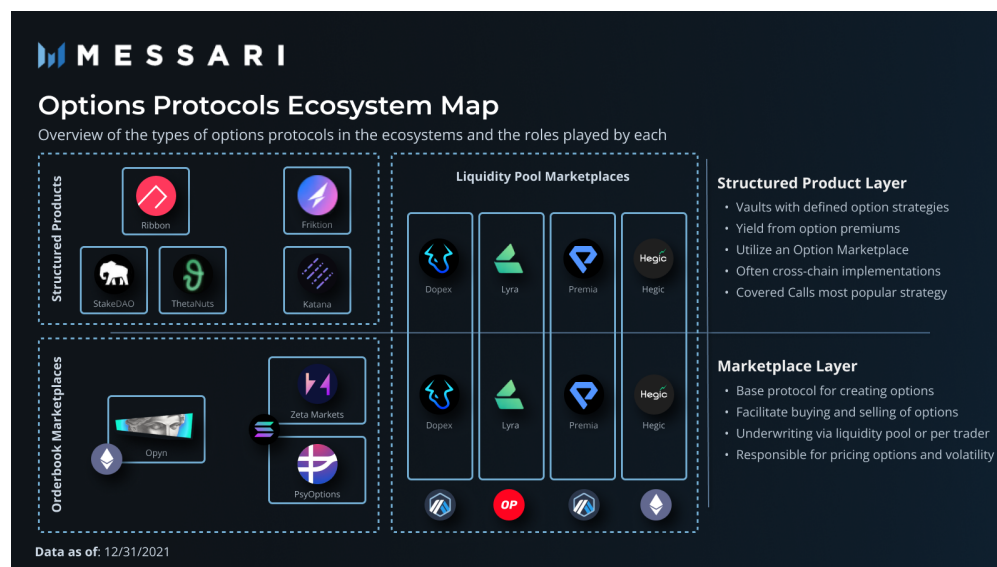 MESSARI
Options Protocols Ecosystem Map
Overview of the types of options protocols in the ecosystems and the roles played by each
Structured Products
Ribbon
Friktion
StakeDAO
ThetaNuts
Katana
Orderbook Marketplaces
Opyn
Zeta Markets
PsyOptions
Liquidity Pool Marketplaces
Hegic
Dopex
Lyra
Premia
Hegic
Hegic
Dopex
Lyra
Premia
Hegic
OP
Structured Product Layer
• Vaults with defined option strategies
• Yield from option premiums
• Utilize an Option Marketplace
• Often cross-chain implementations
• Covered Calls most popular strategy
Marketplace Layer
• Base protocol for creating options
• Facilitate buying and selling of options
• Underwriting via liquidity pool or per trader
• Responsible for pricing options and volatility
Data as of: 12/31/2021